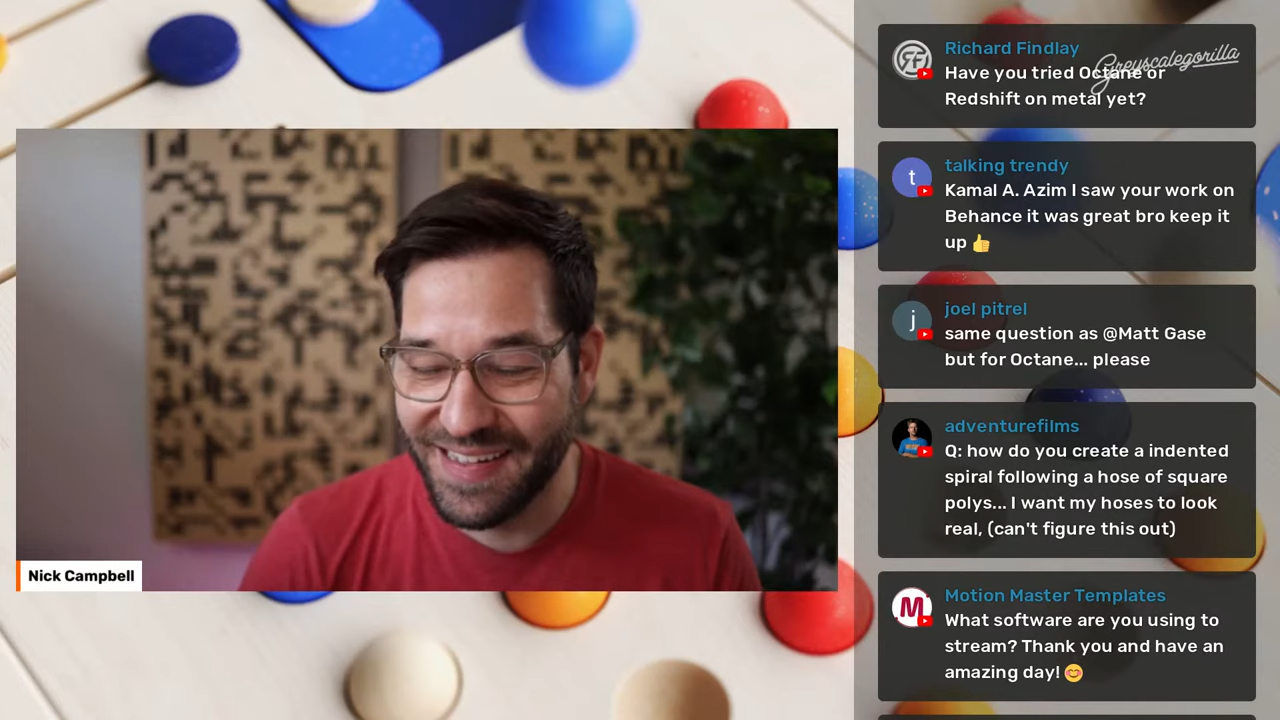 Richard Findlay
Greyscalegorilla
Have you tried Octane or
Redshift on metal yet?
t
talking trendy
Kamal A. Azim I saw your work on
Behance it was great bro keep it
up 👍
j
joel pitrel
same question as @Matt Gase
but for Octane... please
adventurefilms
Q: how do you create a indented
spiral following a hose of square
polys... I want my hoses to look
real, (can't figure this out)
M
Motion Master Templates
What software are you using to
stream? Thank you and have an
amazing day! 😊
Nick Campbell